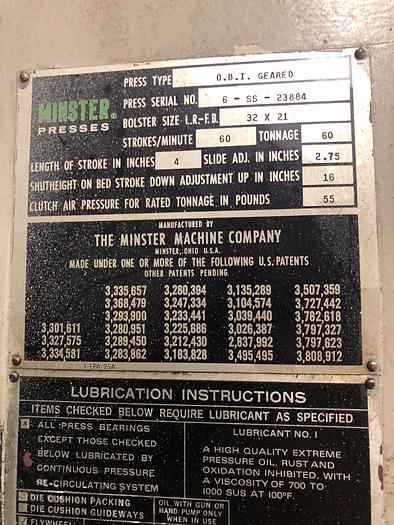 MINSTER®
PRESSES
PRESS TYPE O.B.I. GEARED
PRESS SERIAL NO. 6 - SS - 23884
BOLSTER SIZE L.R.-F.B. 32 X 21
STROKES/MINUTE 60 TONNAGE 60
LENGTH OF STROKE IN INCHES 4 SLIDE ADJ. IN INCHES 2.75
SHUTHEIGHT ON BED STROKE DOWN ADJUSTMENT UP IN INCHES 16
CLUTCH AIR PRESSURE FOR RATED TONNAGE IN POUNDS 55
MANUFACTURED BY
THE MINSTER MACHINE COMPANY
MINSTER, OHIO U.S.A.
MADE UNDER ONE OR MORE OF THE FOLLOWING U.S. PATENTS
OTHER PATENTS PENDING
3,335,657 3,280,394 3,135,289 3,507,359
3,368,479 3,247,334 3,104,574 3,727,442
3,293,900 3,233,441 3,039,440 3,762,618
3,301,611 3,280,951 3,225,686 3,026,387 3,797,327
3,327,575 3,289,450 3,212,430 2,837,992 3,797,623
3,334,581 3,283,862 3,183,828 3,495,495 3,808,912
1-LPA-25A
LUBRICATION INSTRUCTIONS
ITEMS CHECKED BELOW REQUIRE LUBRICANT AS SPECIFIED
X ALL PRESS BEARINGS
EXCEPT THOSE CHECKED
BELOW LUBRICATED BY
CONTINUOUS PRESSURE
RE-CIRCULATING SYSTEM
LUBRICANT NO. 1
A HIGH QUALITY EXTREME
PRESSURE OIL, RUST AND
OXIDATION INHIBITED, WITH
A VISCOSITY OF 700 TO
1000 SUS AT 100°F.
DIE CUSHION PACKING
DIE CUSHION GUIDEWAYS
OIL WITH GUN OR
HAND PUMP ONLY
WHEN IN USE
FLYWHEEL